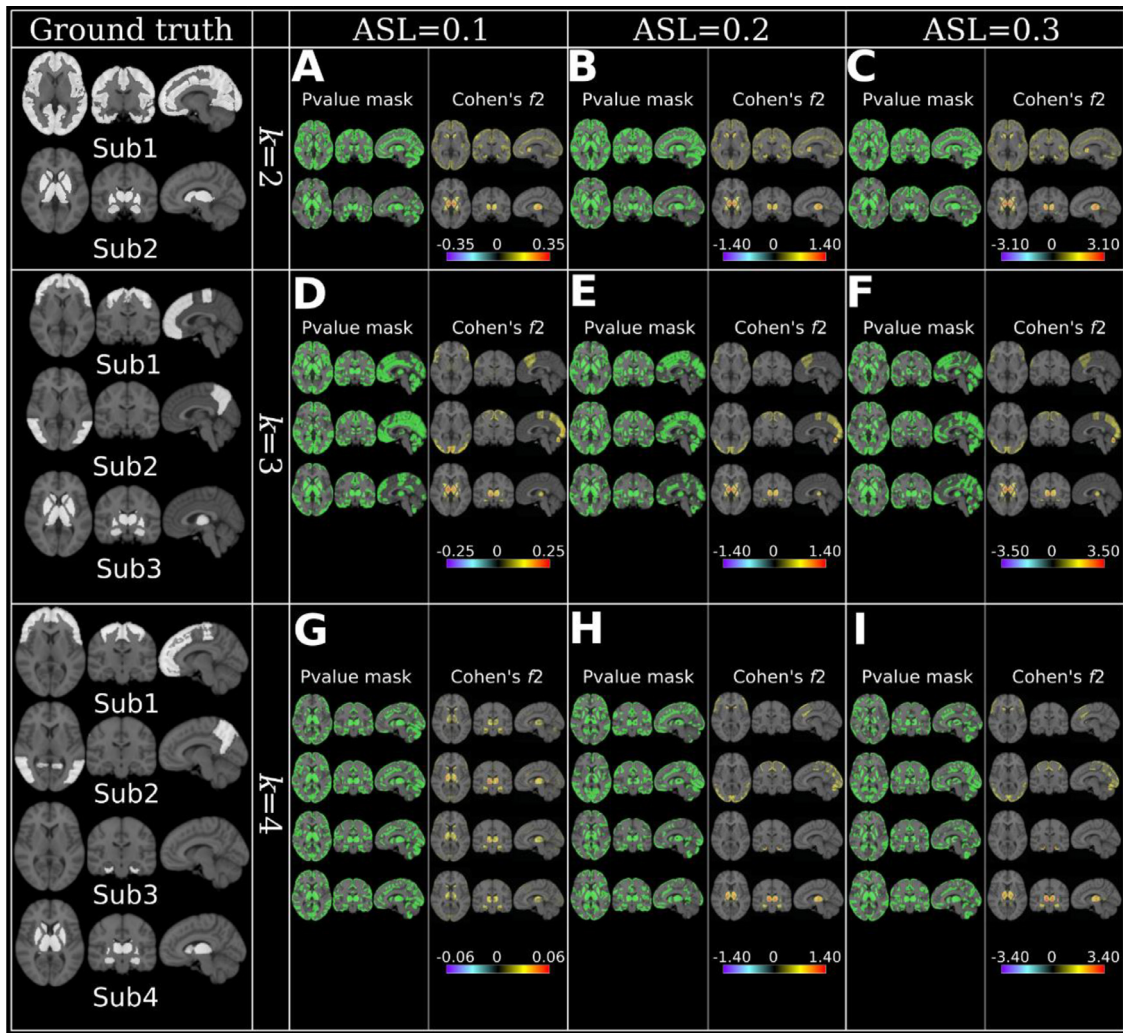 Ground truth
ASL=0.1
ASL=0.2
ASL=0.3
Sub1
Sub2
k=2
A
Pvalue mask
Cohen's f2
-0.35 0 0.35
B
Pvalue mask
Cohen's f2
-1.40 0 1.40
C
Pvalue mask
Cohen's f2
-3.10 0 3.10
Sub1
Sub2
Sub3
k=3
D
Pvalue mask
Cohen's f2
-0.25 0 0.25
E
Pvalue mask
Cohen's f2
-1.40 0 1.40
F
Pvalue mask
Cohen's f2
-3.50 0 3.50
Sub1
Sub2
Sub3
Sub4
k=4
G
Pvalue mask
Cohen's f2
-0.06 0 0.06
H
Pvalue mask
Cohen's f2
-1.40 0 1.40
I
Pvalue mask
Cohen's f2
-3.40 0 3.40